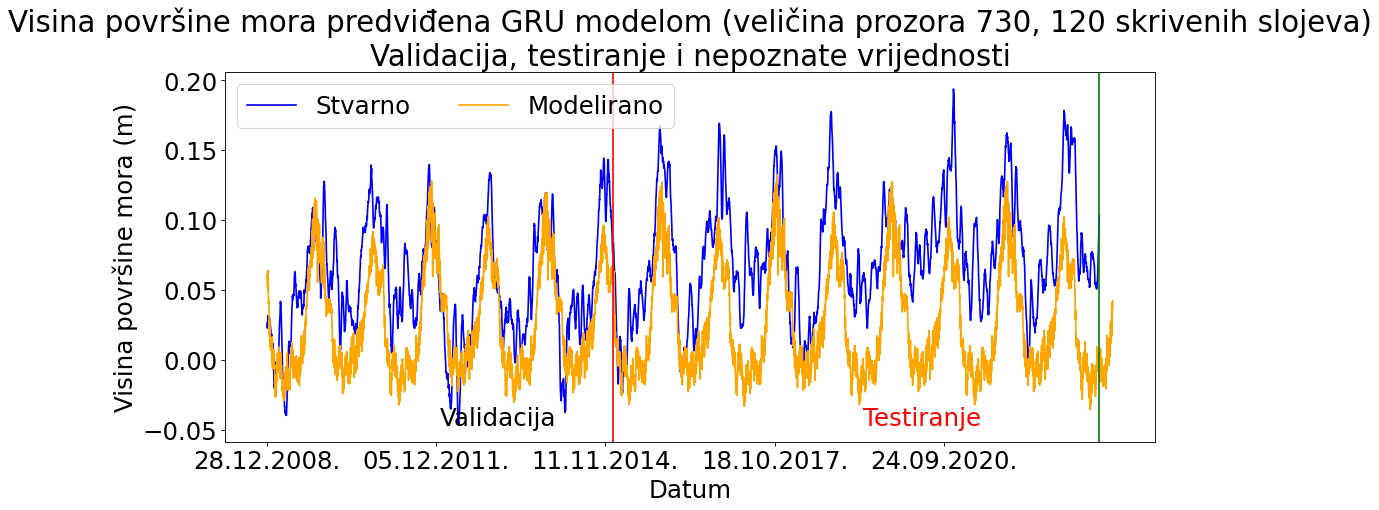 Visina površine mora predviđena GRU modelom (veličina prozora 730, 120 skrivenih slojeva)
Validacija, testiranje i nepoznate vrijednosti
Stvarno
Modelirano
Visina površine mora (m)
0.20
0.15
0.10
0.05
0.00
−0.05
Validacija
Testiranje
28.12.2008.
05.12.2011.
11.11.2014.
18.10.2017.
24.09.2020.
Datum